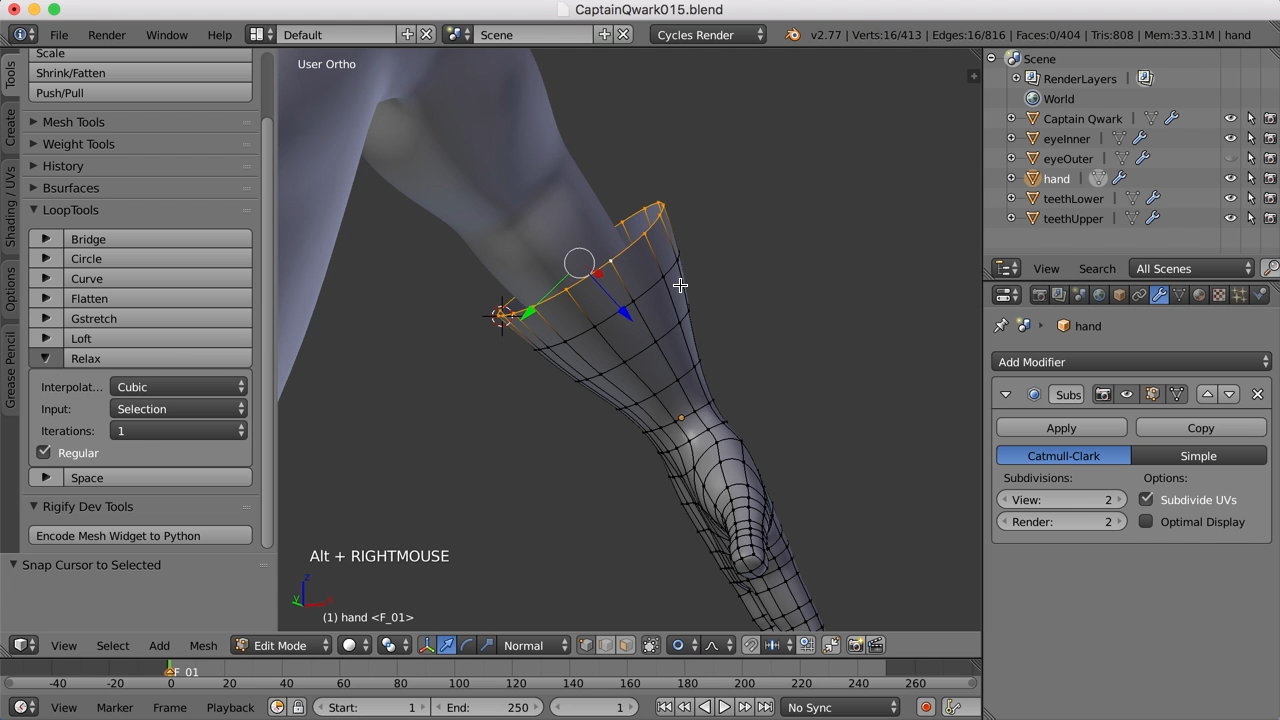 CaptainQwark015.blend
File Render Window Help Default Scene Cycles Render v2.77 | Verts:16/413 | Edges:16/816 | Faces:0/404 | Tris:808 | Mem:33.31M | hand
Tools
Create
Shading / UVs
Options
Grease Pencil
Scale
Shrink/Fatten
Push/Pull
Mesh Tools
Weight Tools
History
Bsurfaces
LoopTools
Bridge
Circle
Curve
Flatten
Gstretch
Loft
Relax
Interpolat... Cubic
Input: Selection
Iterations: 1
Regular
Space
Rigify Dev Tools
Encode Mesh Widget to Python
Snap Cursor to Selected
User Ortho
Alt + RIGHTMOUSE
z
y x
(1) hand <F_01>
Scene
RenderLayers
World
Captain Qwark
eyeInner
eyeOuter
hand
teethLower
teethUpper
View Search All Scenes
hand
Add Modifier
Subs
Apply Copy
Catmull-Clark Simple
Subdivisions: Options:
View: 2 Subdivide UVs
Render: 2 Optimal Display
View Select Add Mesh Edit Mode Normal
F_01
-40 -20 0 20 40 60 80 100 120 140 160 180 200 220 240 260
View Marker Frame Playback Start: 1 End: 250 1 No Sync